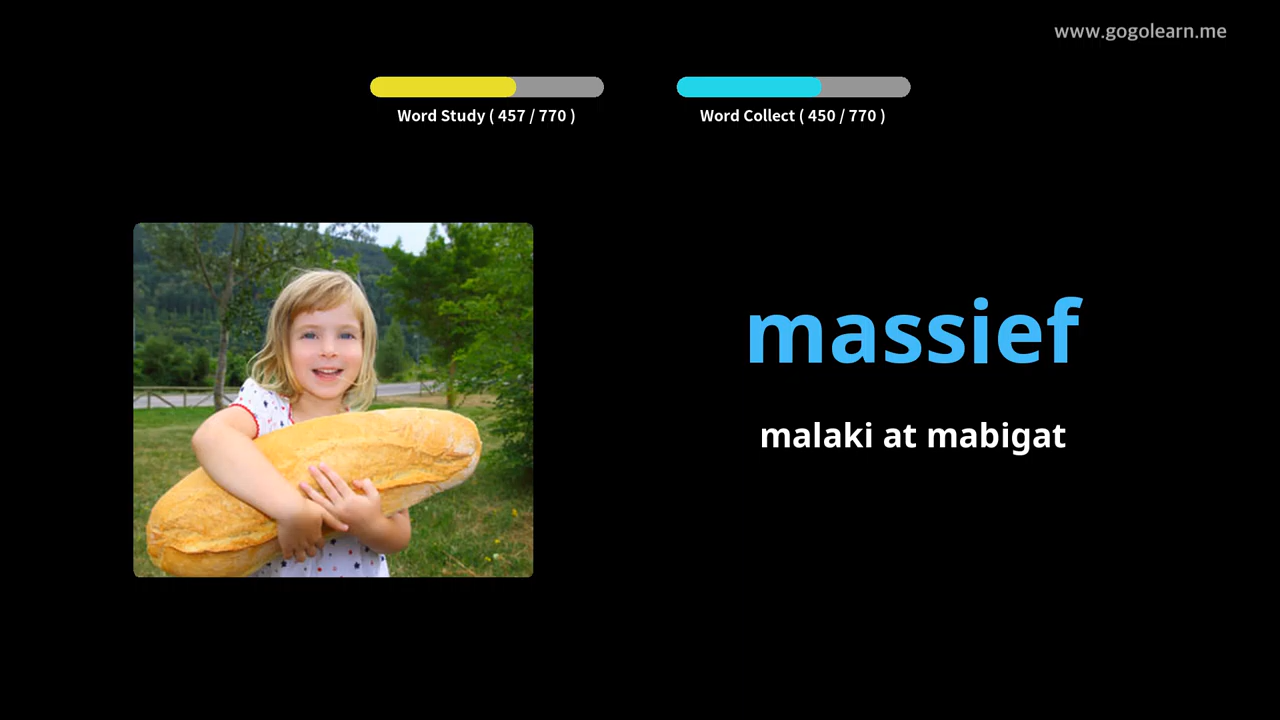 www.gogolearn.me
Word Study ( 457 / 770 )
Word Collect ( 450 / 770 )
massief
malaki at mabigat